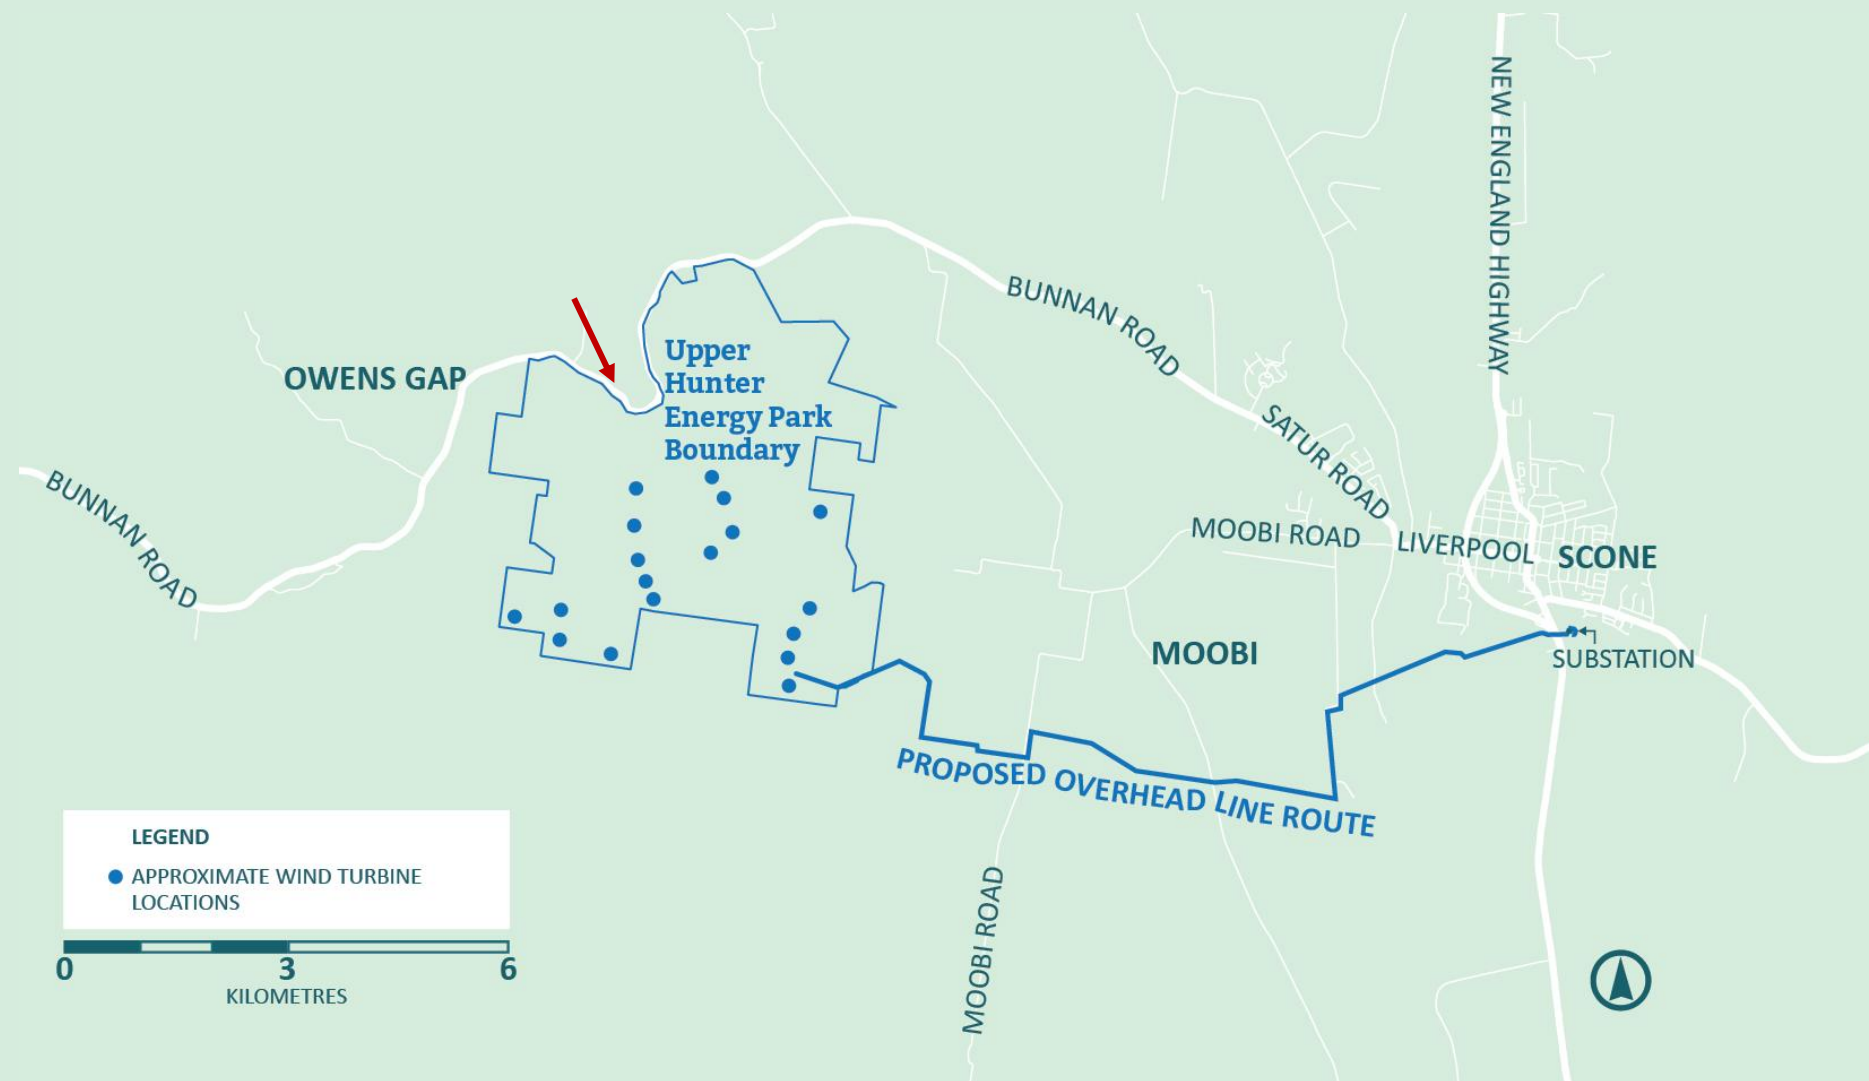 NEW ENGLAND HIGHWAY
BUNNAN ROAD
Upper
Hunter
Energy Park
Boundary
OWENS GAP
SATUR ROAD
BUNNAN ROAD
MOOBI ROAD
LIVERPOOL
SCONE
MOOBI
SUBSTATION
PROPOSED OVERHEAD LINE ROUTE
MOOBI ROAD
LEGEND
APPROXIMATE WIND TURBINE
LOCATIONS
0 3 6
KILOMETRES